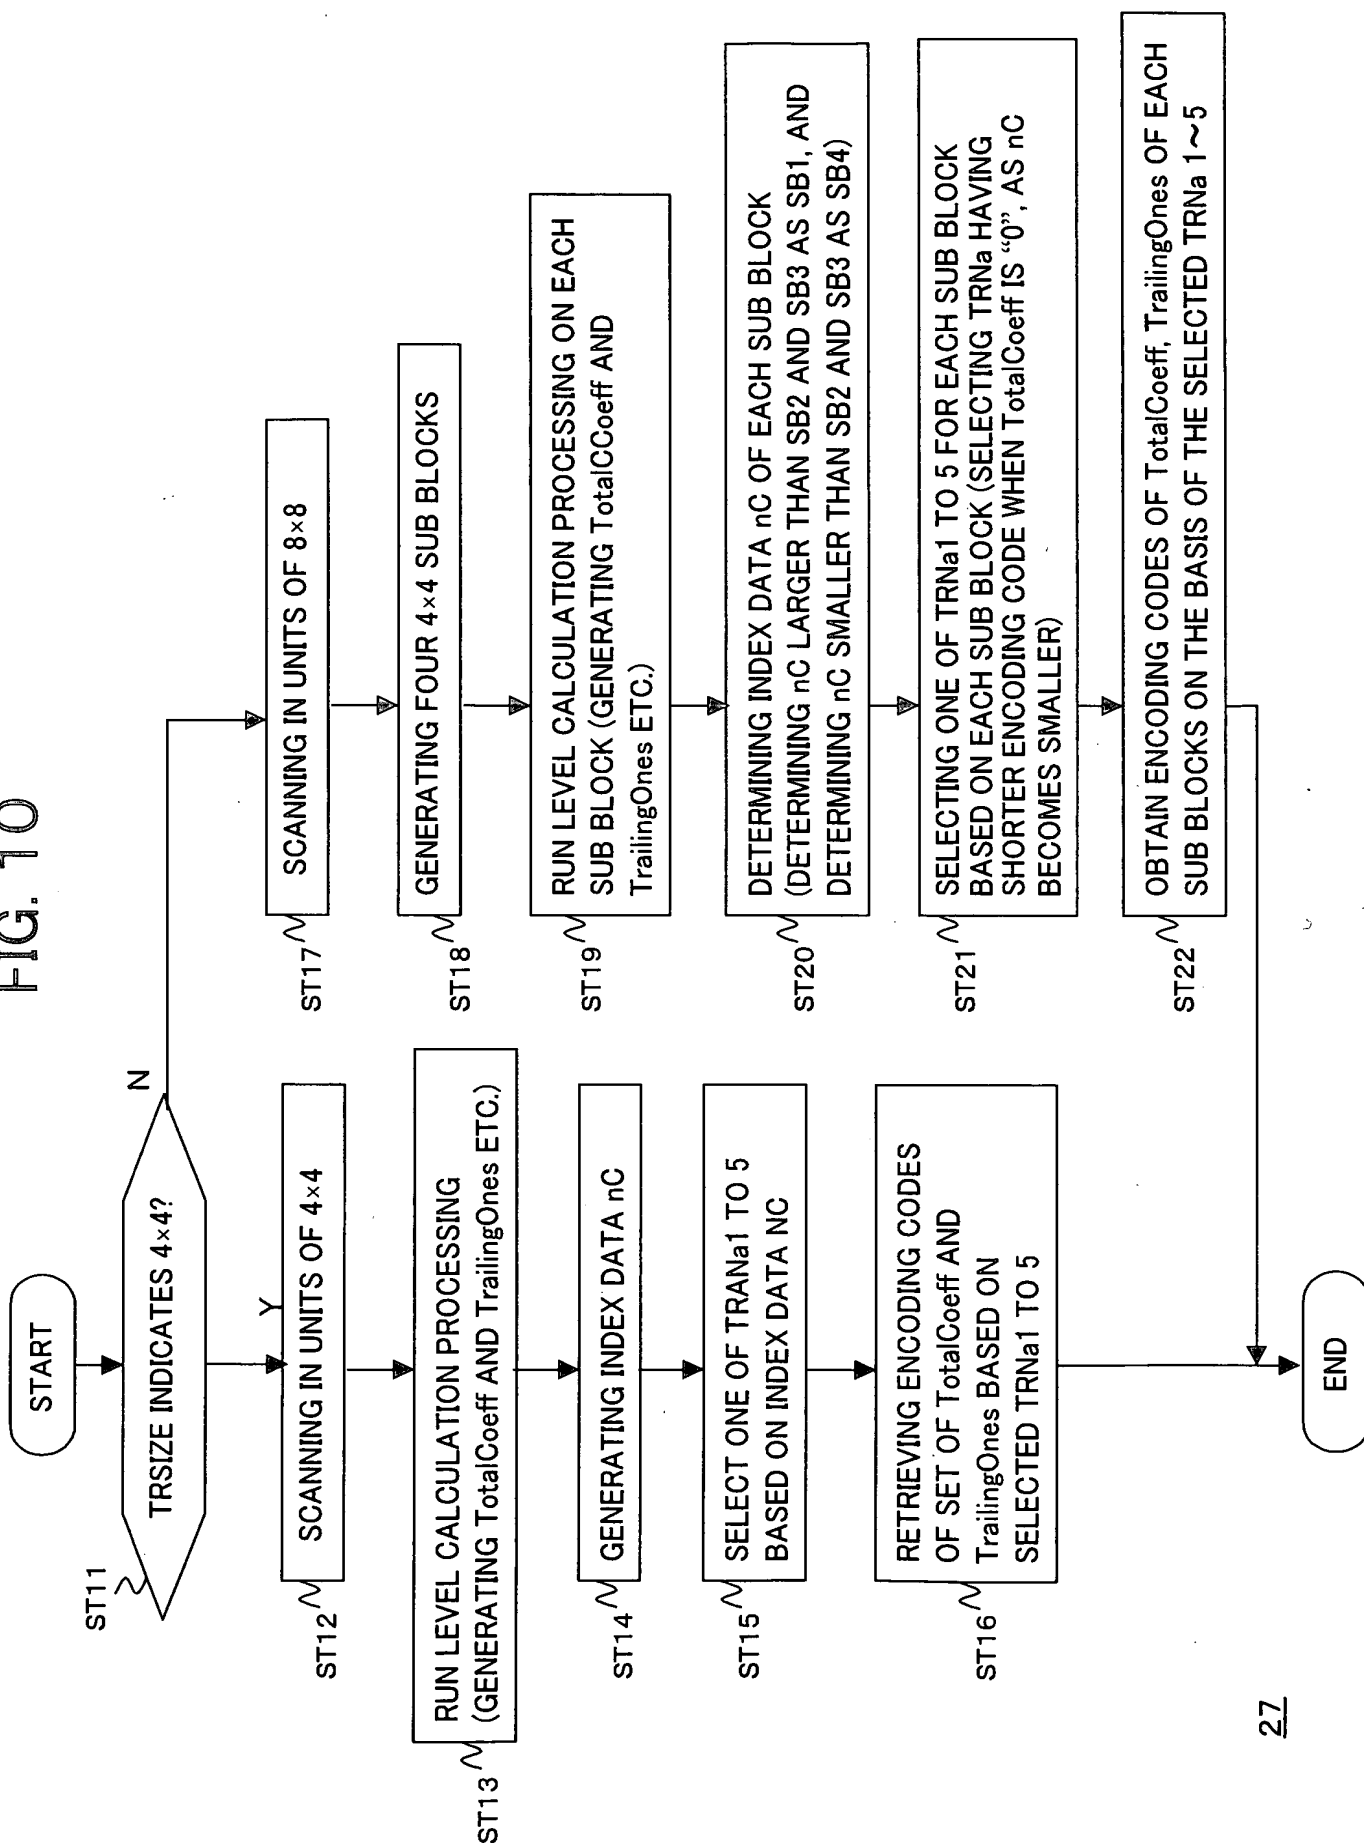 FIG. 10
START
ST11
TRSIZE INDICATES 4×4?
N
Y
ST12
SCANNING IN UNITS OF 4×4
ST13
RUN LEVEL CALCULATION PROCESSING
(GENERATING TotalCoeff AND TrailingOnes ETC.)
ST14
GENERATING INDEX DATA nC
ST15
SELECT ONE OF TRANa1 TO 5
BASED ON INDEX DATA NC
ST16
RETRIEVING ENCODING CODES
OF SET OF TotalCoeff AND
TrailingOnes BASED ON
SELECTED TRNa1 TO 5
ST17
SCANNING IN UNITS OF 8×8
ST18
GENERATING FOUR 4×4 SUB BLOCKS
ST19
RUN LEVEL CALCULATION PROCESSING ON EACH
SUB BLOCK (GENERATING TotalCCoeff AND
TrailingOnes ETC.)
ST20
DETERMINING INDEX DATA nC OF EACH SUB BLOCK
(DETERMINING nC LARGER THAN SB2 AND SB3 AS SB1, AND
DETERMINING nC SMALLER THAN SB2 AND SB3 AS SB4)
ST21
SELECTING ONE OF TRNa1 TO 5 FOR EACH SUB BLOCK
BASED ON EACH SUB BLOCK (SELECTING TRNa HAVING
SHORTER ENCODING CODE WHEN TotalCoeff IS “0”, AS nC
BECOMES SMALLER)
ST22
OBTAIN ENCODING CODES OF TotalCoeff, TrailingOnes OF EACH
SUB BLOCKS ON THE BASIS OF THE SELECTED TRNa 1～5
END
27